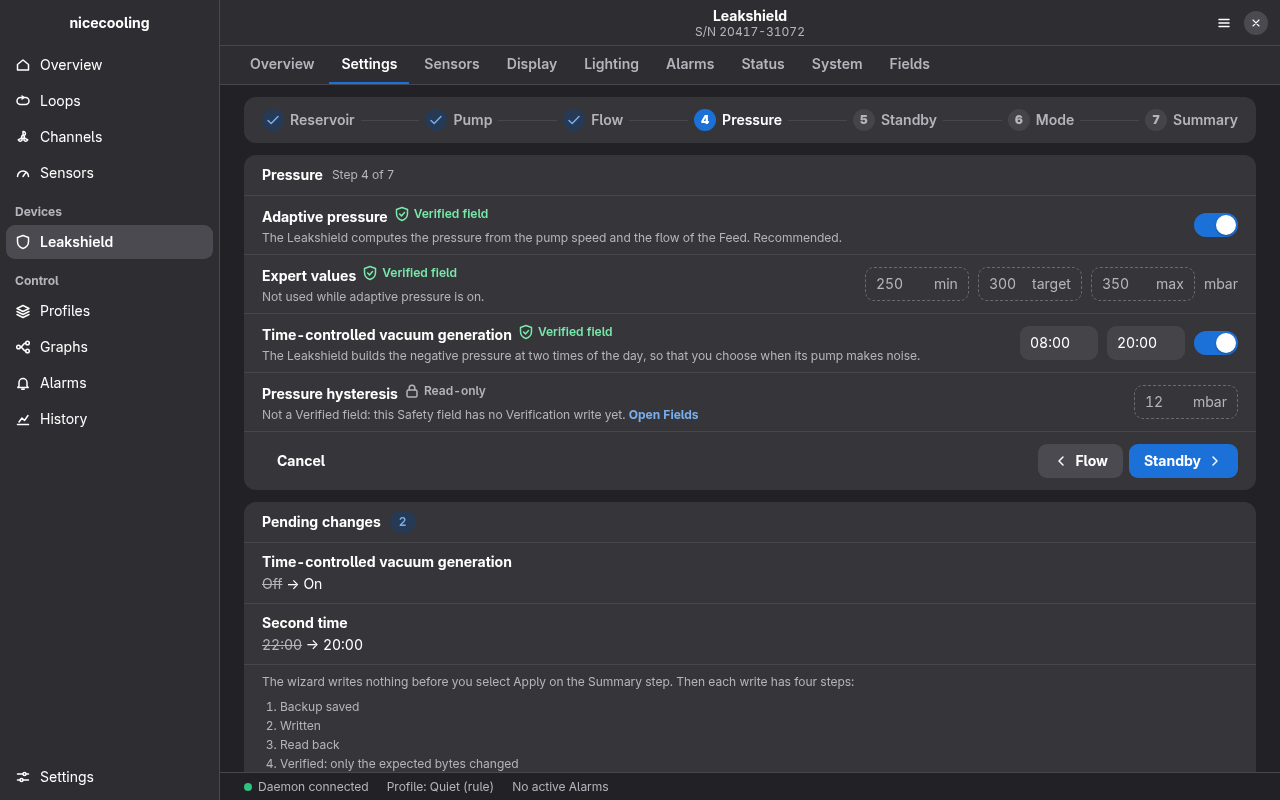 nicecooling
Leakshield
S/N 20417-31072
Overview
Loops
Channels
Sensors
Devices
Leakshield
Control
Profiles
Graphs
Alarms
History
Settings
Overview Settings Sensors Display Lighting Alarms Status System Fields
Reservoir Pump Flow 4 Pressure 5 Standby 6 Mode 7 Summary
Pressure Step 4 of 7
Adaptive pressure Verified field
The Leakshield computes the pressure from the pump speed and the flow of the Feed. Recommended.
Expert values Verified field
Not used while adaptive pressure is on.
250 min 300 target 350 max mbar
Time-controlled vacuum generation Verified field
The Leakshield builds the negative pressure at two times of the day, so that you choose when its pump makes noise.
08:00 20:00
Pressure hysteresis Read-only
Not a Verified field: this Safety field has no Verification write yet. Open Fields
12 mbar
Cancel Flow Standby
Pending changes 2
Time-controlled vacuum generation
Off → On
Second time
22:00 → 20:00
The wizard writes nothing before you select Apply on the Summary step. Then each write has four steps:
1. Backup saved
2. Written
3. Read back
4. Verified: only the expected bytes changed
Daemon connected Profile: Quiet (rule) No active Alarms